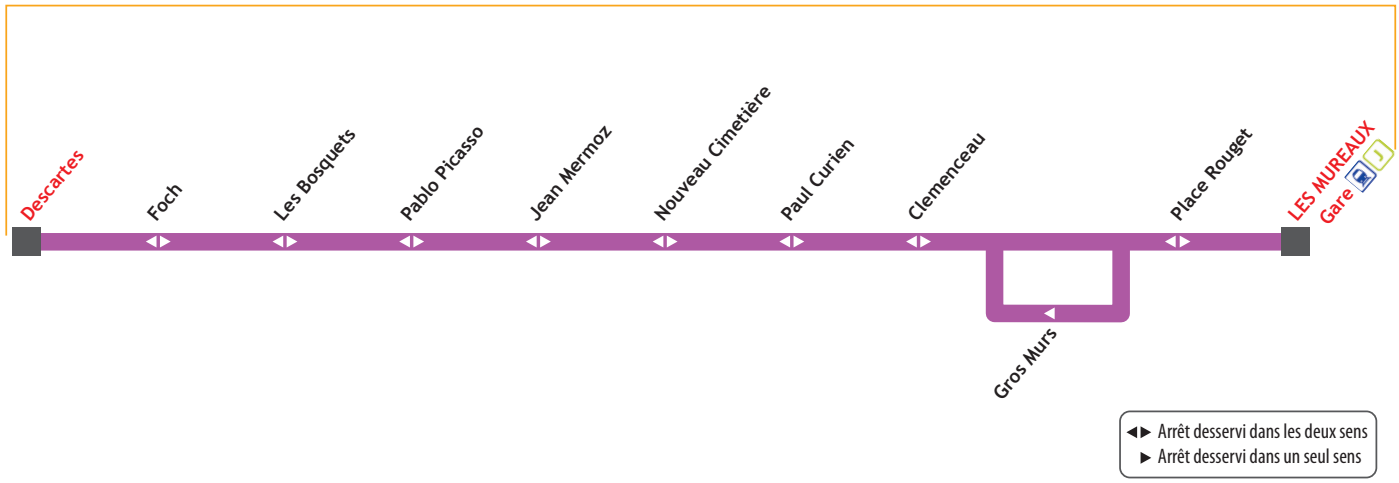 Descartes
Foch
Les Bosquets
Pablo Picasso
Jean Mermoz
Nouveau Cimetière
Paul Curien
Clemenceau
Gros Murs
Place Rouget
LES MUREAUX
Gare J
Arrêt desservi dans les deux sens
Arrêt desservi dans un seul sens